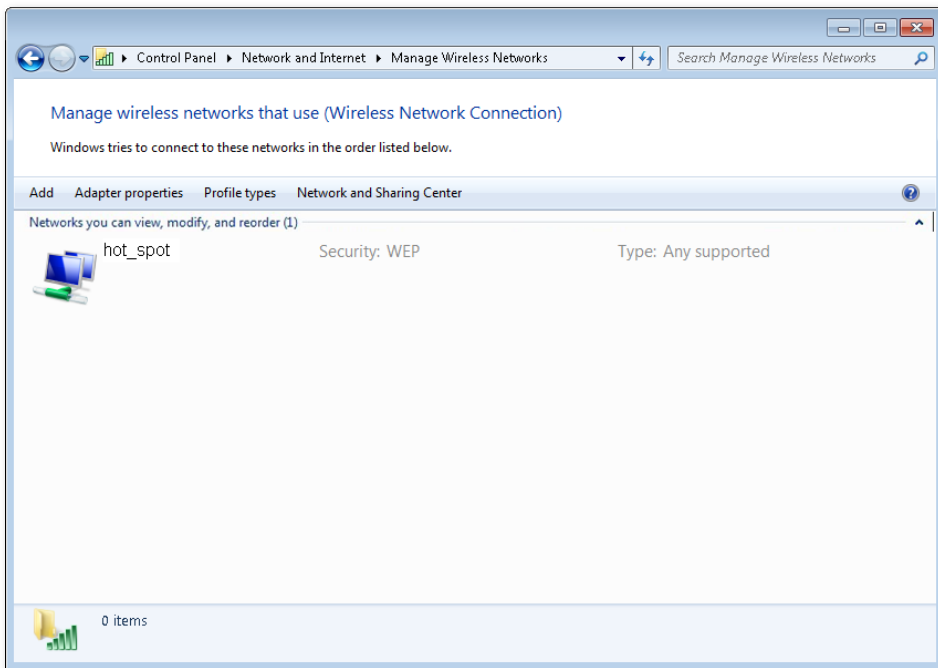 Control Panel Network and Internet Manage Wireless Networks Search Manage Wireless Networks
Manage wireless networks that use (Wireless Network Connection)
Windows tries to connect to these networks in the order listed below.
Add Adapter properties Profile types Network and Sharing Center
Networks you can view, modify, and reorder (1)
hot_spot Security: WEP Type: Any supported
0 items